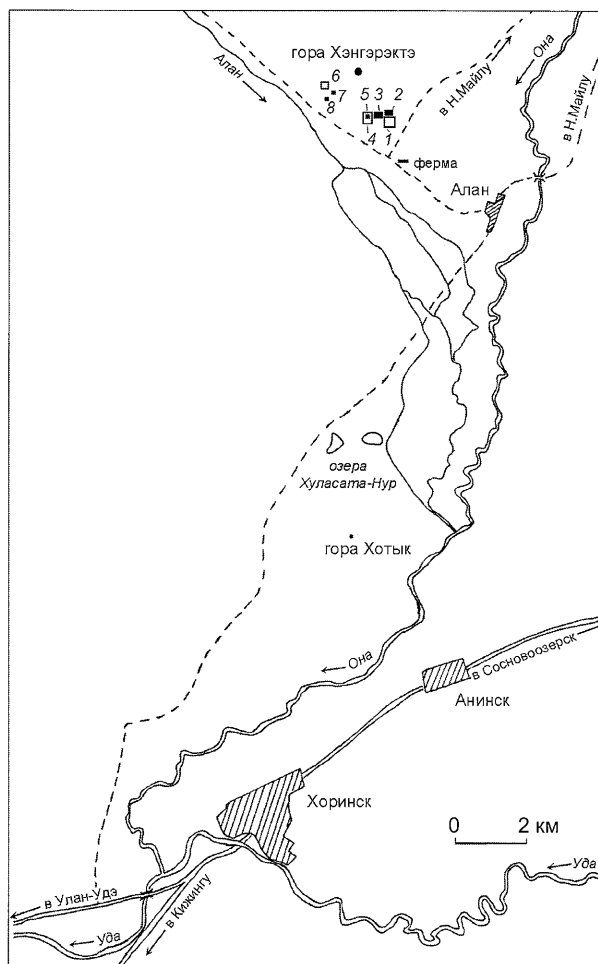 гора Хэнгэрэктэ
Алан
Она
в Н.Майлу
в Н.Майлу
6
7
8
5 3 2
4
1
ферма
Алан
озера
Хуласата-Нур
гора Хотык
Она
в Сосновоозерск
Анинск
Хоринск
0 2 км
Уда
в Улан-Удэ
в Кижингу
Уда